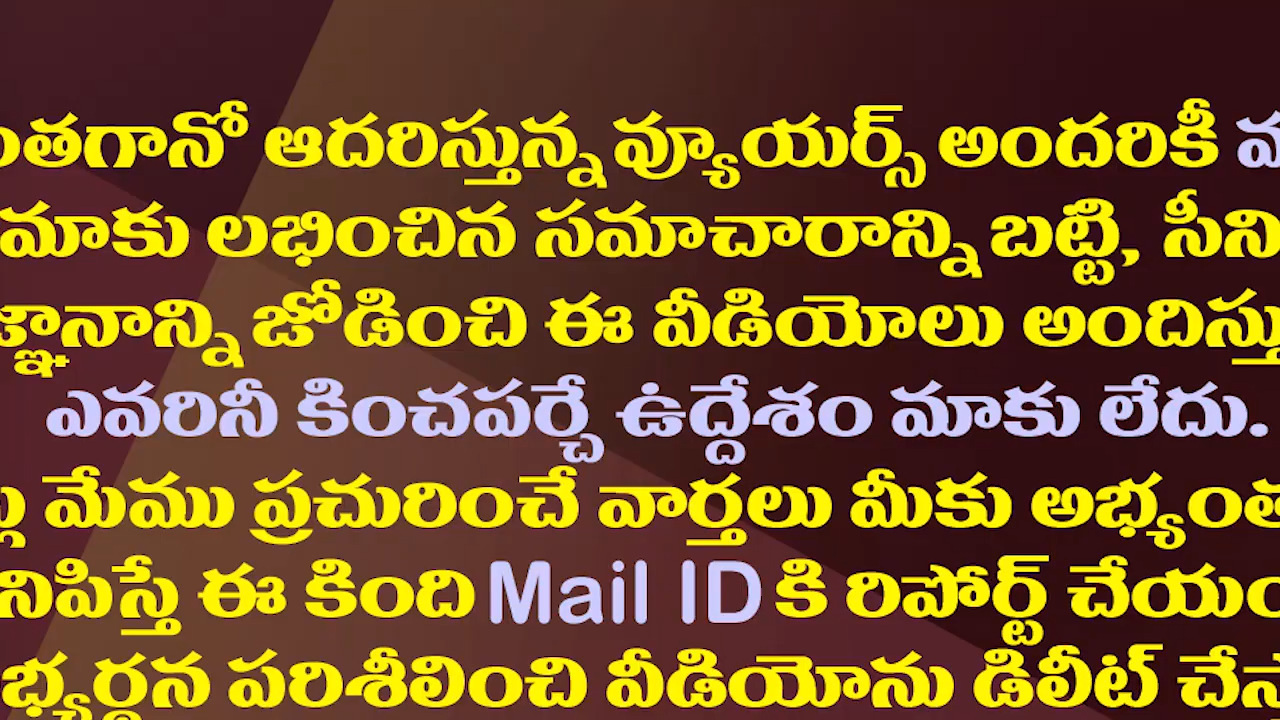 ఆదరిస్తున్న వ్యూయర్స్ అందరికీ
మాకు లభించిన సమాచారాన్ని బట్టి,
జోడించి ఈ వీడియోలు
ఎవరినీ కించపర్చే ఉద్దేశం మాకు లేదు.
మేము ప్రచురించే వార్తలు మీకు
ఈ కింది Mail ID కి రిపోర్ట్
పరిశీలించి వీడియోను డిలీట్